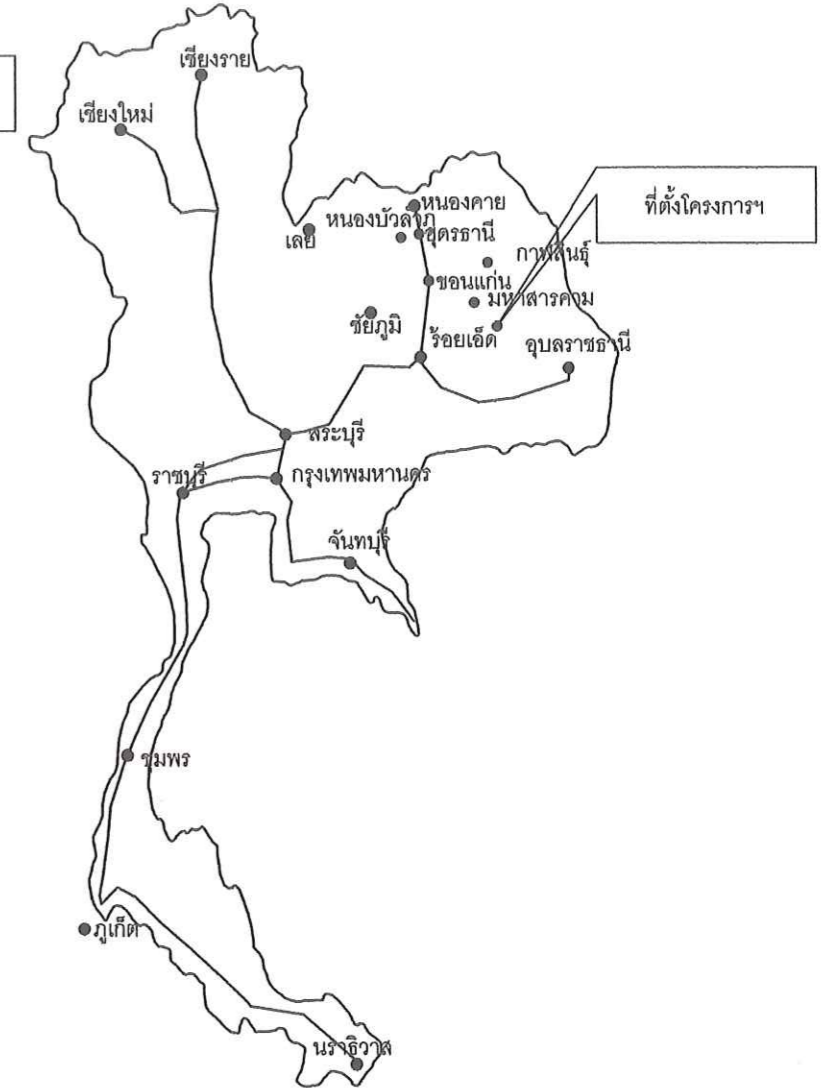 เชียงราย
เชียงใหม่
หนองคาย
ที่ตั้งโครงการฯ
หนองบัวลำภู
เลย
อุดรธานี
กาฬสินธุ์
ขอนแก่น
มหาสารคาม
ชัยภูมิ
ร้อยเอ็ด
อุบลราชธานี
สระบุรี
ราชบุรี
กรุงเทพมหานคร
จันทบุรี
ชุมพร
ภูเก็ต
นราธิวาส